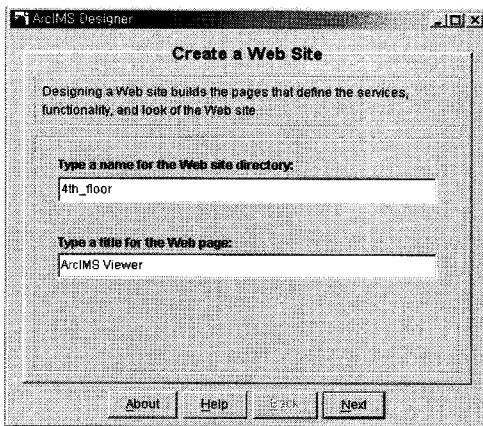 ArcIMS Designer
Create a Web Site
Designing a Web site builds the pages that define the services,
functionality, and look of the Web site
Type a name for the Web site directory:
4th_floor
Type a title for the Web page:
ArcIMS Viewer
About Help Back Next